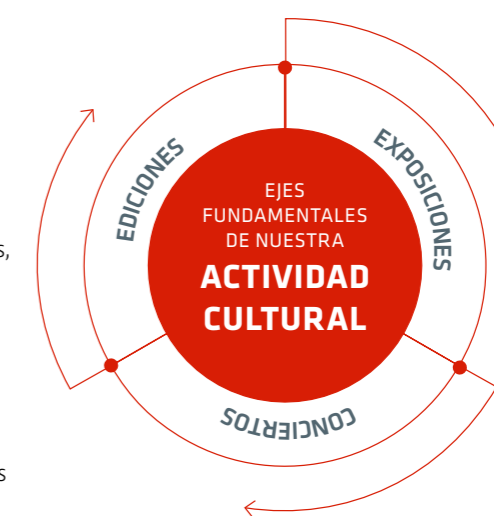 EJES
FUNDAMENTALES
DE NUESTRA
ACTIVIDAD
CULTURAL
EXPOSICIONES
CONCIERTOS
EDICIONES